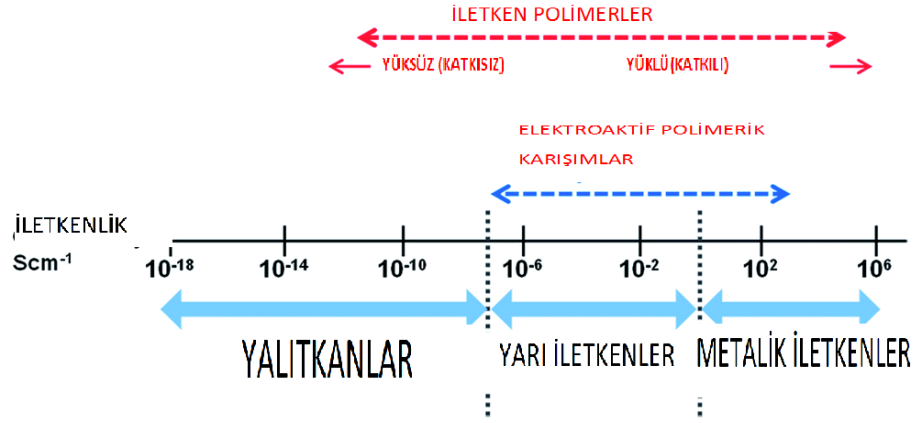 İLETKEN POLİMERLER
YÜKSÜZ (KATKISIZ) YÜKLÜ(KATKILI)
ELEKTROAKTİF POLİMERİK
KARIŞIMLAR
İLETKENLİK
Scm⁻¹ 10⁻¹⁸ 10⁻¹⁴ 10⁻¹⁰ 10⁻⁶ 10⁻² 10² 10⁶
YALITKANLAR YARI İLETKENLER METALİK İLETKENLER